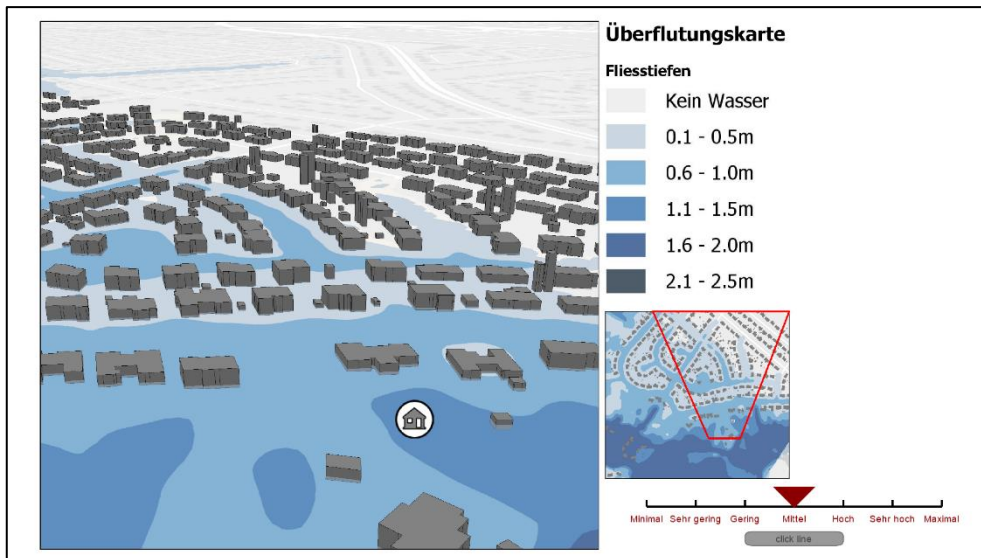 Überflutungskarte
Fliesstiefen
Kein Wasser
0.1 - 0.5m
0.6 - 1.0m
1.1 - 1.5m
1.6 - 2.0m
2.1 - 2.5m
Minimal Sehr gering Gering Mittel Hoch Sehr hoch Maximal
click line